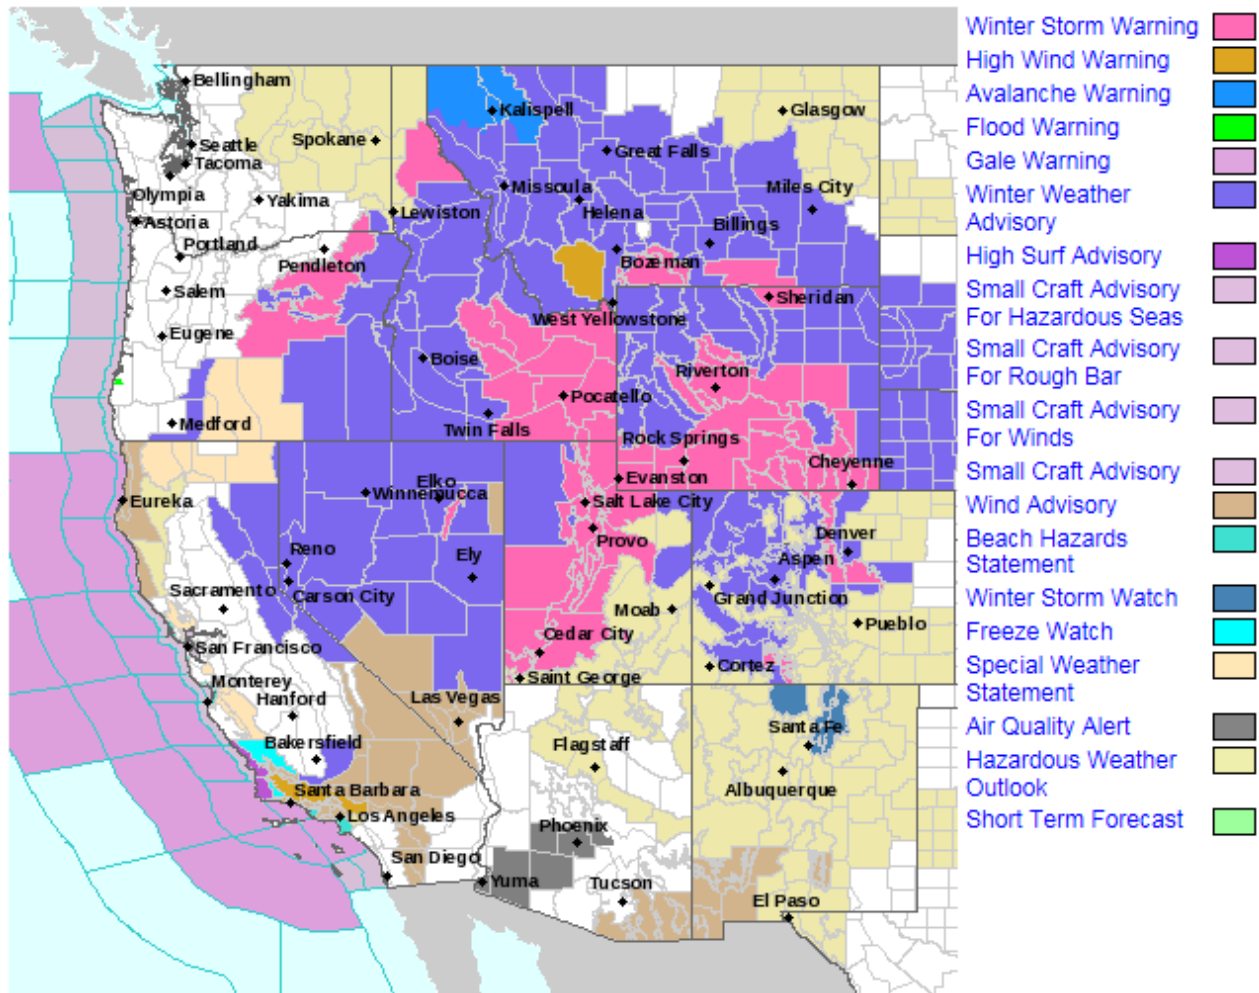 Bellingham
Seattle
Tacoma
Olympia
Astoria
Portland
Salem
Eugene
Medford
Yakima
Pendleton
Spokane
Lewiston
Kalispell
Missoula
Helena
Great Falls
Glasgow
Miles City
Billings
Bozeman
West Yellowstone
Sheridan
Riverton
Rock Springs
Cheyenne
Evanston
Boise
Pocatello
Twin Falls
Elko
Winnemucca
Ely
Reno
Carson City
Salt Lake City
Provo
Moab
Cedar City
Saint George
Denver
Aspen
Grand Junction
Pueblo
Cortez
Eureka
Sacramento
San Francisco
Monterey
Hanford
Bakersfield
Santa Barbara
Los Angeles
San Diego
Las Vegas
Flagstaff
Phoenix
Yuma
Tucson
Santa Fe
Albuquerque
El Paso
Winter Storm Warning
High Wind Warning
Avalanche Warning
Flood Warning
Gale Warning
Winter Weather
Advisory
High Surf Advisory
Small Craft Advisory
For Hazardous Seas
Small Craft Advisory
For Rough Bar
Small Craft Advisory
For Winds
Small Craft Advisory
Wind Advisory
Beach Hazards
Statement
Winter Storm Watch
Freeze Watch
Special Weather
Statement
Air Quality Alert
Hazardous Weather
Outlook
Short Term Forecast